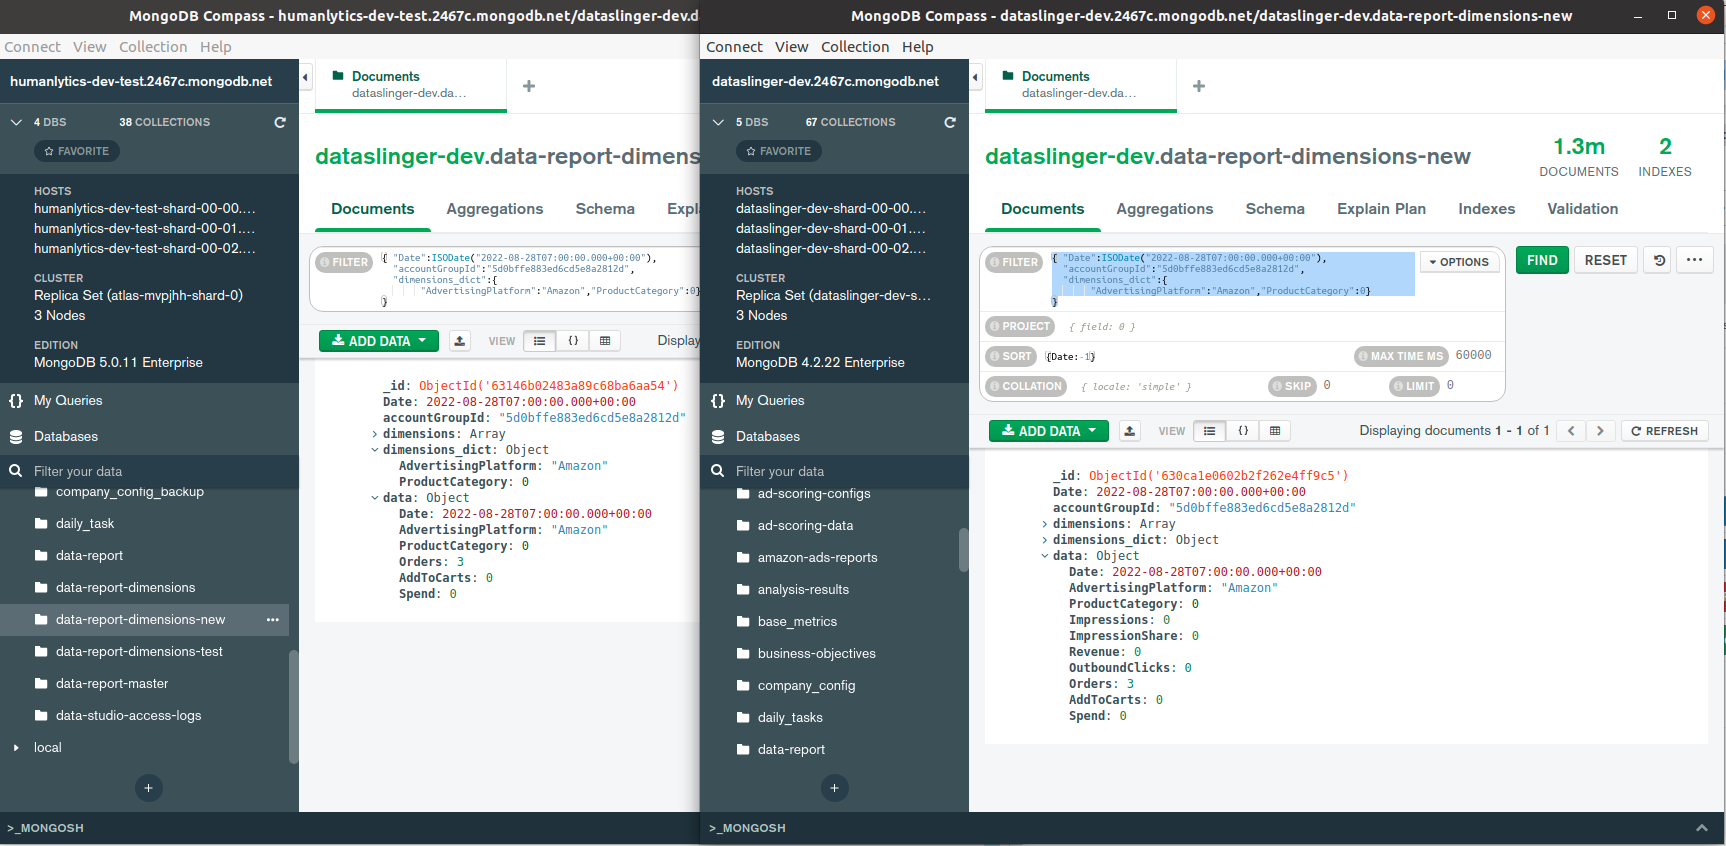 MongoDB Compass - humanlytics-dev-test.2467c.mongodb.net/dataslinger-dev.d
Connect View Collection Help
humanlytics-dev-test.2467c.mongodb.net
4 DBS 38 COLLECTIONS
FAVORITE
HOSTS
humanlytics-dev-test-shard-00-00....
humanlytics-dev-test-shard-00-01....
humanlytics-dev-test-shard-00-02....
CLUSTER
Replica Set (atlas-mvpjhh-shard-0)
3 Nodes
EDITION
MongoDB 5.0.11 Enterprise
{} My Queries
Databases
Filter your data
company_config_backup
daily_task
data-report
data-report-dimensions
data-report-dimensions-new
data-report-dimensions-test
data-report-master
data-studio-access-logs
local
+
>_MONGOSH
Documents
dataslinger-dev.da...
+
dataslinger-dev.data-report-dimens
Documents Aggregations Schema Expla
FILTER
{ "Date":ISODate("2022-08-28T07:00:00.000+00:00"),
"accountGroupId":"5d0bffe883ed6cd5e8a2812d",
"dimensions_dict":{
"AdvertisingPlatform":"Amazon","ProductCategory":0}
}
ADD DATA VIEW {} Display
_id: ObjectId('63146b02483a89c68ba6aa54')
Date: 2022-08-28T07:00:00.000+00:00
accountGroupId: "5d0bffe883ed6cd5e8a2812d"
dimensions: Array
dimensions_dict: Object
AdvertisingPlatform: "Amazon"
ProductCategory: 0
data: Object
Date: 2022-08-28T07:00:00.000+00:00
AdvertisingPlatform: "Amazon"
ProductCategory: 0
Orders: 3
AddToCarts: 0
Spend: 0
MongoDB Compass - dataslinger-dev.2467c.mongodb.net/dataslinger-dev.data-report-dimensions-new
Connect View Collection Help
dataslinger-dev.2467c.mongodb.net
5 DBS 67 COLLECTIONS
FAVORITE
HOSTS
dataslinger-dev-shard-00-00....
dataslinger-dev-shard-00-01....
dataslinger-dev-shard-00-02....
CLUSTER
Replica Set (dataslinger-dev-s...
3 Nodes
EDITION
MongoDB 4.2.22 Enterprise
{} My Queries
Databases
Filter your data
ad-scoring-configs
ad-scoring-data
amazon-ads-reports
analysis-results
base_metrics
business-objectives
company_config
daily_tasks
data-report
+
>_MONGOSH
Documents
dataslinger-dev.da...
+
dataslinger-dev.data-report-dimensions-new
1.3m
DOCUMENTS
2
INDEXES
Documents Aggregations Schema Explain Plan Indexes Validation
FILTER
{ "Date":ISODate("2022-08-28T07:00:00.000+00:00"),
"accountGroupId":"5d0bffe883ed6cd5e8a2812d",
"dimensions_dict":{
"AdvertisingPlatform":"Amazon","ProductCategory":0}
}
OPTIONS FIND RESET ...
PROJECT { field: 0 }
SORT {Date:-1} MAX TIME MS 60000
COLLATION { locale: 'simple' } SKIP 0 LIMIT 0
ADD DATA VIEW {} Displaying documents 1 - 1 of 1 REFRESH
_id: ObjectId('630ca1e0602b2f262e4ff9c5')
Date: 2022-08-28T07:00:00.000+00:00
accountGroupId: "5d0bffe883ed6cd5e8a2812d"
dimensions: Array
dimensions_dict: Object
data: Object
Date: 2022-08-28T07:00:00.000+00:00
AdvertisingPlatform: "Amazon"
ProductCategory: 0
Impressions: 0
ImpressionShare: 0
Revenue: 0
OutboundClicks: 0
Orders: 3
AddToCarts: 0
Spend: 0